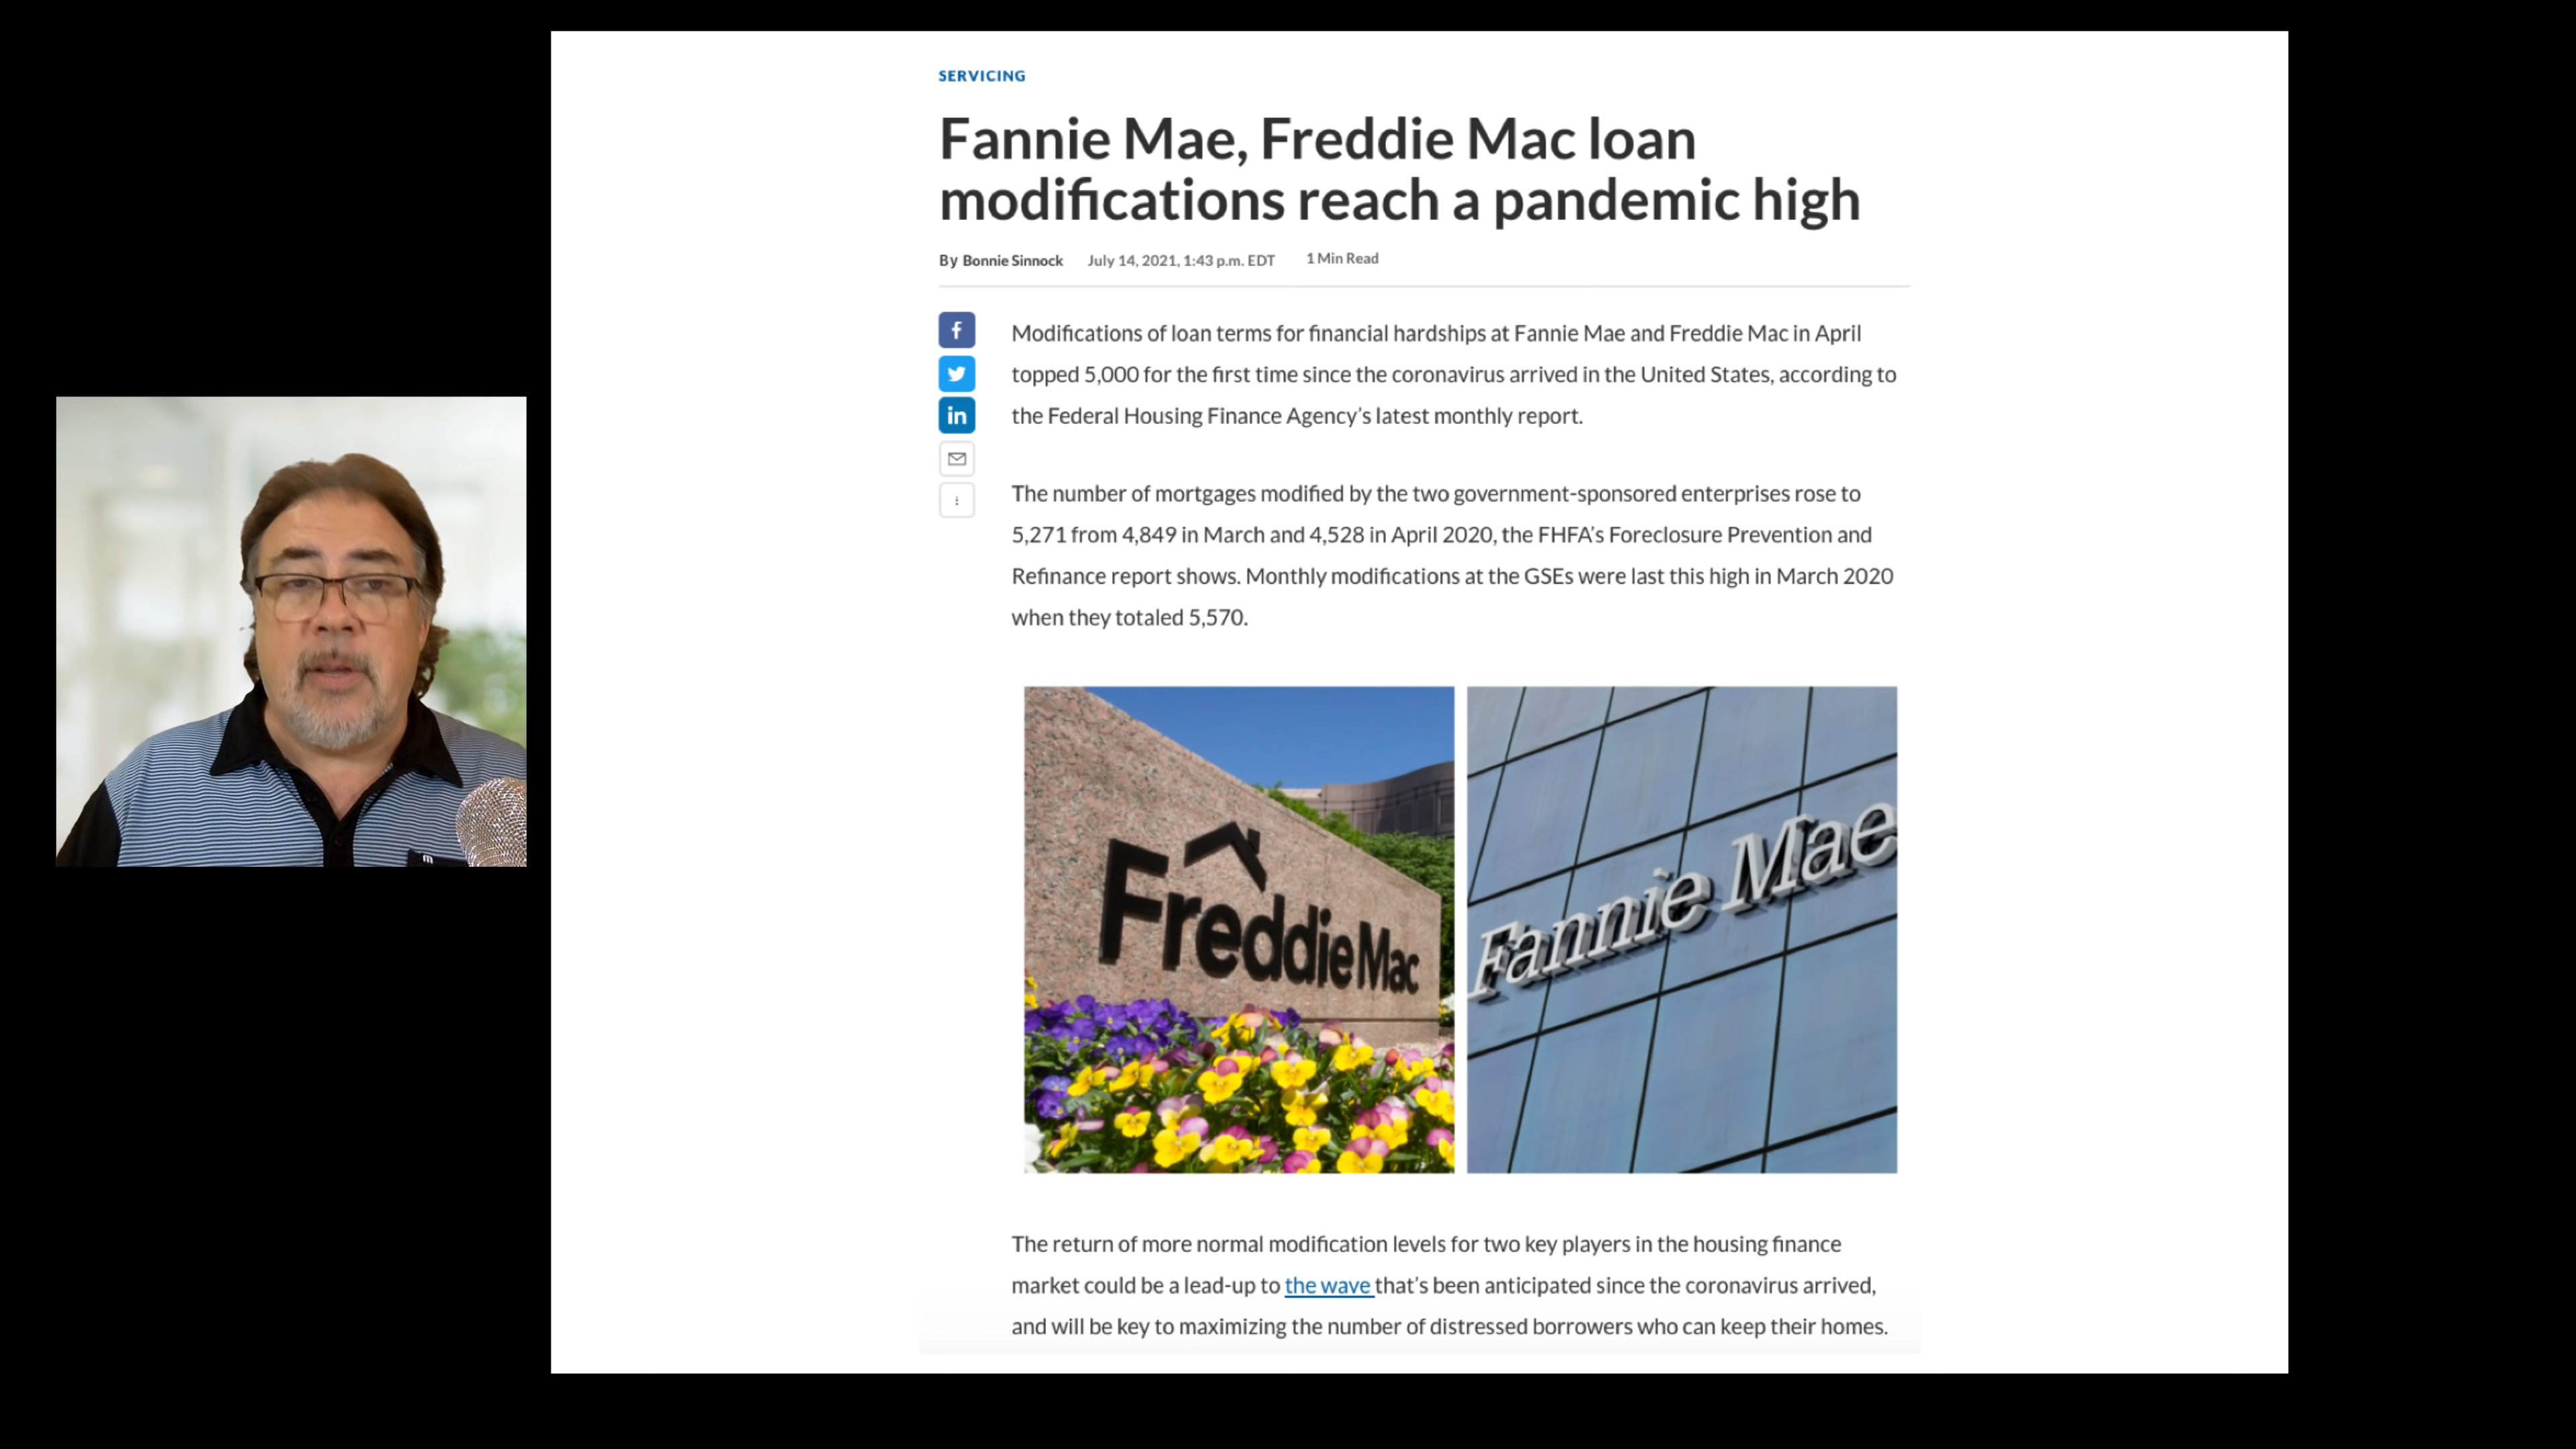 SERVICING
Fannie Mae, Freddie Mac loan
modifications reach a pandemic high
By Bonnie Sinnock July 14, 2021, 1:43 p.m. EDT 1 Min Read
f
in
Modifications of loan terms for financial hardships at Fannie Mae and Freddie Mac in April
topped 5,000 for the first time since the coronavirus arrived in the United States, according to
the Federal Housing Finance Agency’s latest monthly report.
The number of mortgages modified by the two government-sponsored enterprises rose to
5,271 from 4,849 in March and 4,528 in April 2020, the FHFA’s Foreclosure Prevention and
Refinance report shows. Monthly modifications at the GSEs were last this high in March 2020
when they totaled 5,570.
Freddie Mac
Fannie Mae
The return of more normal modification levels for two key players in the housing finance
market could be a lead-up to the wave that’s been anticipated since the coronavirus arrived,
and will be key to maximizing the number of distressed borrowers who can keep their homes.